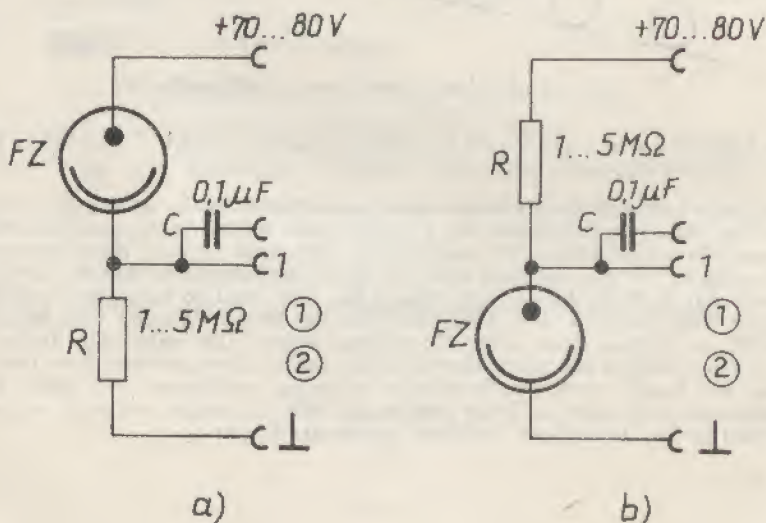 +70...80V
FZ
0,1µF
C
1
1...5MΩ
R
①
②
a)
+70...80V
1...5MΩ
R
0,1µF
C
1
FZ
①
②
b)